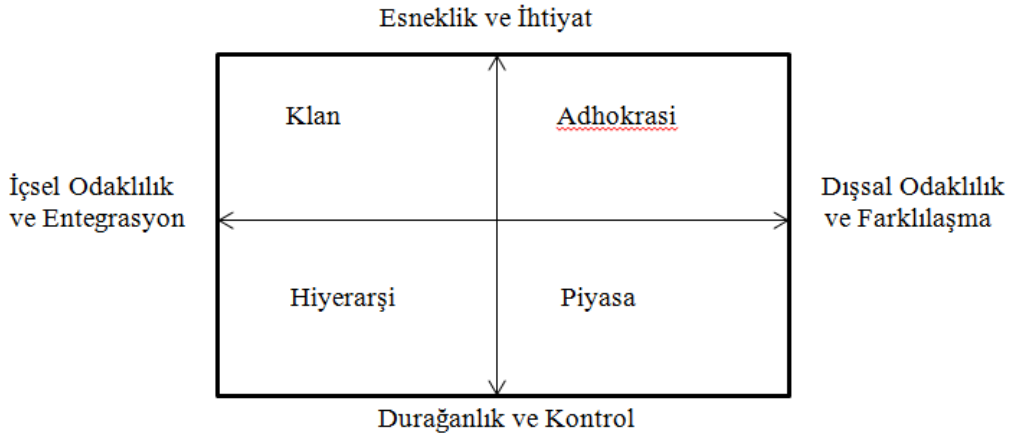 Esneklik ve İhtiyat
Klan
Adhokrasi
İçsel Odaklılık
ve Entegrasyon
Dışsal Odaklılık
ve Farklılaşma
Hiyerarşi
Piyasa
Durağanlık ve Kontrol